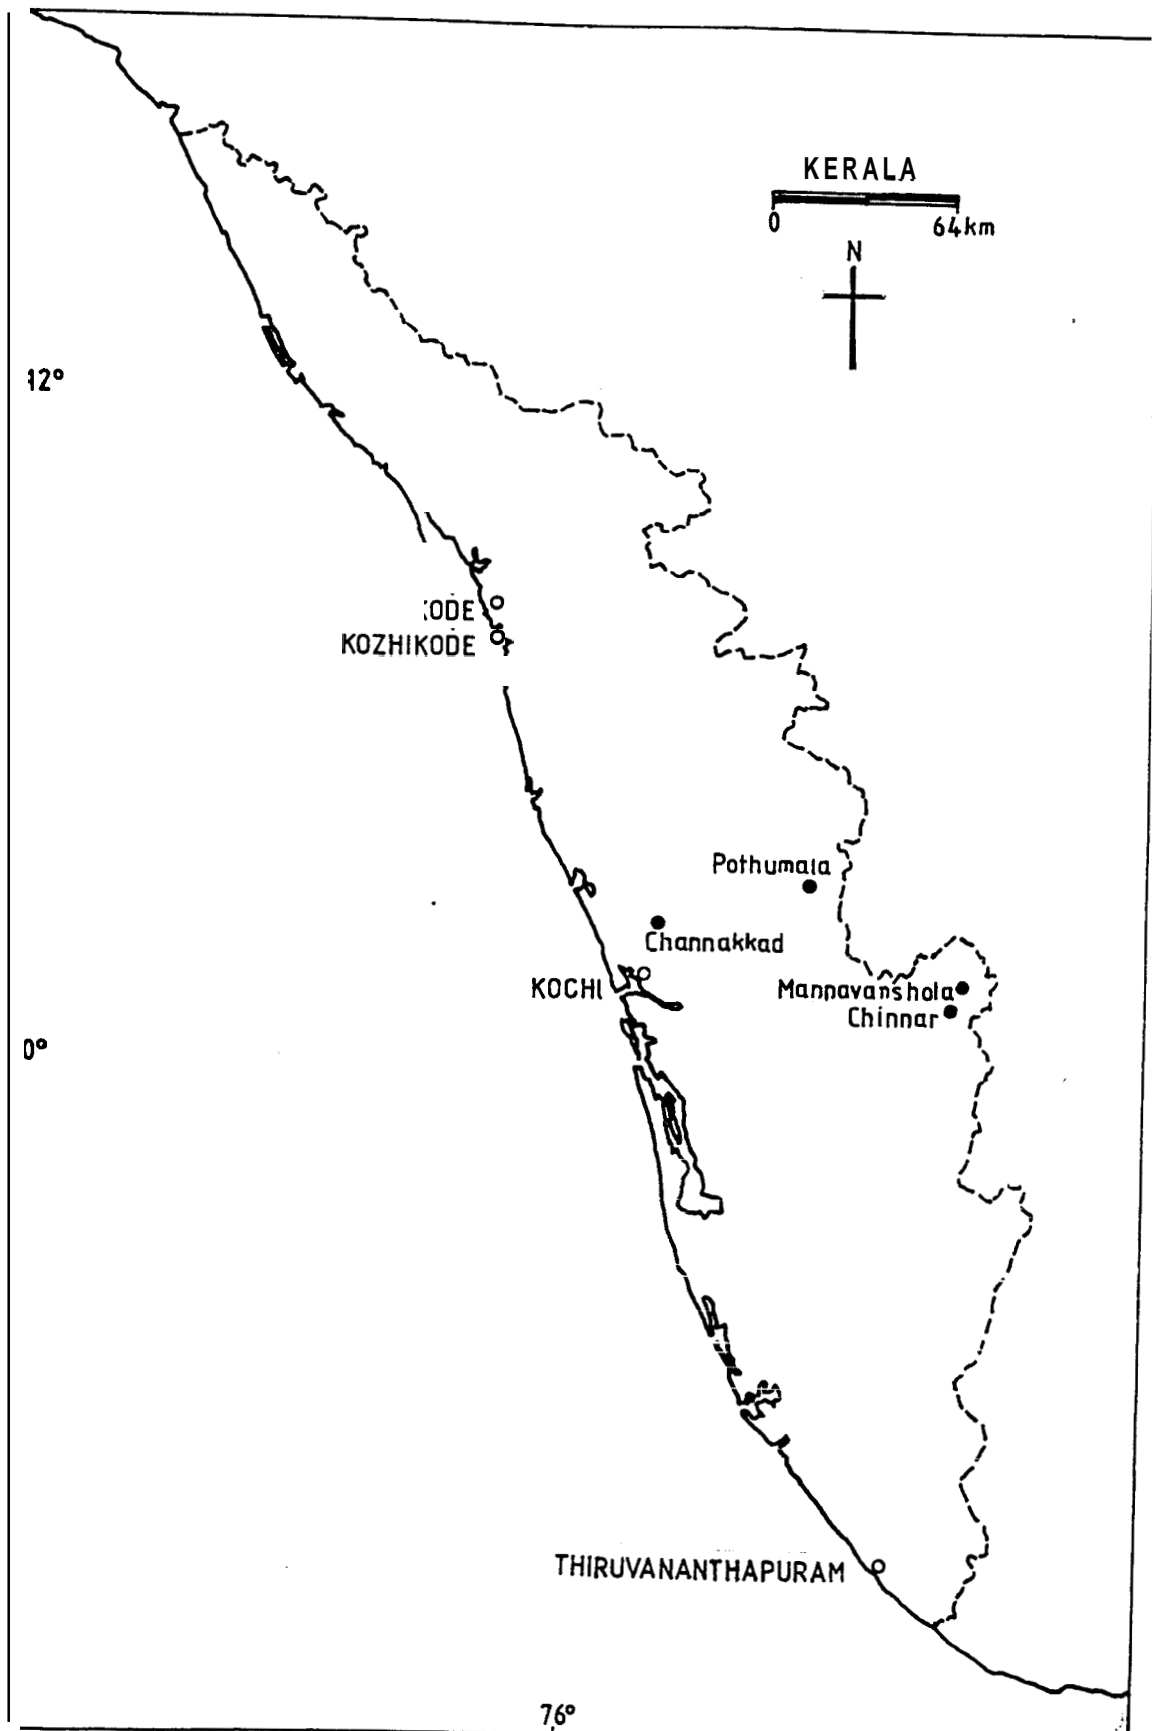 KERALA
0 64km
N
12°
:ODE
KOZHIKODE
Pothumala
Channakkad
KOCHI
Mannavanshola
Chinnar
0°
THIRUVANANTHAPURAM
76°